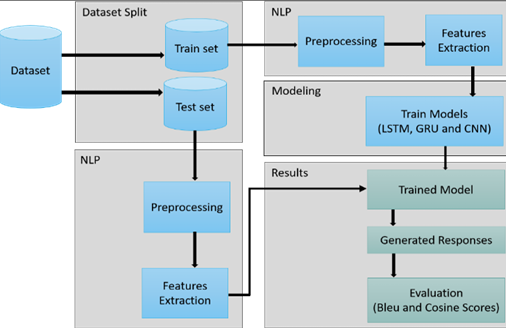 Dataset Split
NLP
Dataset
Train set
Preprocessing
Features
Extraction
Test set
Modeling
Train Models
(LSTM, GRU and CNN)
NLP
Preprocessing
Features
Extraction
Results
Trained Model
Generated Responses
Evaluation
(Bleu and Cosine Scores)